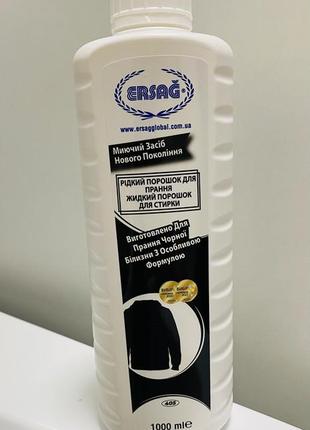 ERSAĞ®
www.ersagglobal.com.ua
Миючий Засіб
Нового Покоління
РІДКИЙ ПОРОШОК ДЛЯ
ПРАННЯ
ЖИДКИЙ ПОРОШОК
ДЛЯ СТИРКИ
Виготовлено Для
Прання Чорної
Білизни З Особливою
Формулою
405
1000 ml℮